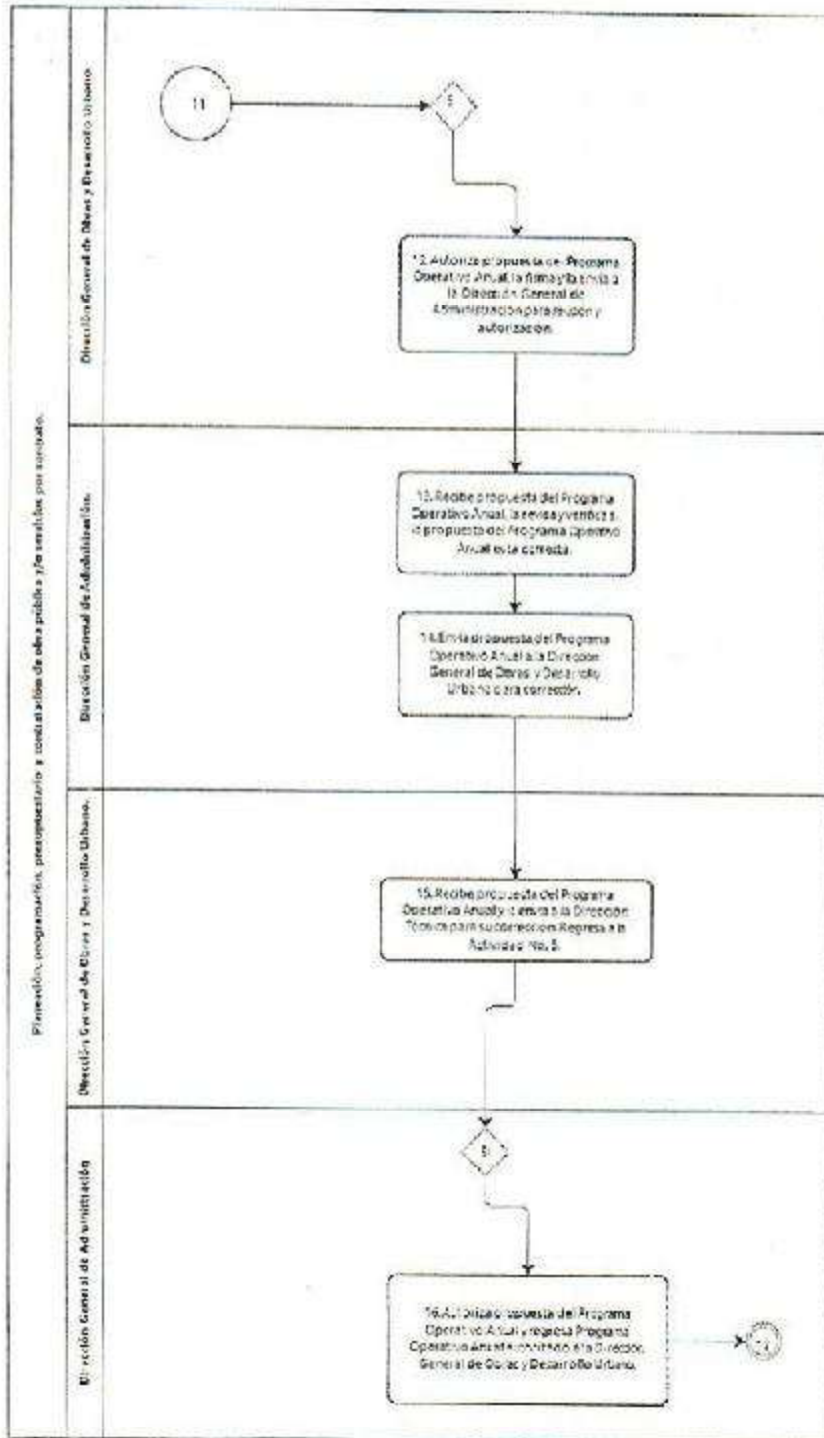 Planeación, programación, presupuestario y contratación de obra pública y/o servicios por contrato.
Dirección General de Obras y Desarrollo Urbano.
11
S
12. Autoriza propuesta del Programa
Operativo Anual, la firma y la envía a
la Dirección General de
Administración para y
autorización.
Dirección General de Administración.
13. Recibe propuesta del Programa
Operativo Anual, la revisa y verifica
propuesta del Programa Operativo
Anual está correcta.
14. Envía propuesta del Programa
Operativo Anual a la Dirección
General de Obras y Desarrollo
Urbano para corrección.
Dirección General de Obras y Desarrollo Urbano.
15. Recibe propuesta del Programa
Operativo Anual y la envía a la Dirección
Técnica para su corrección. Regresa a la
Actividad No. 5.
Dirección General de Administración
Si
16. Autoriza propuesta del Programa
Operativo Anual y regresa Programa
Operativo Anual a la Dirección
General de Obras y Desarrollo Urbano.